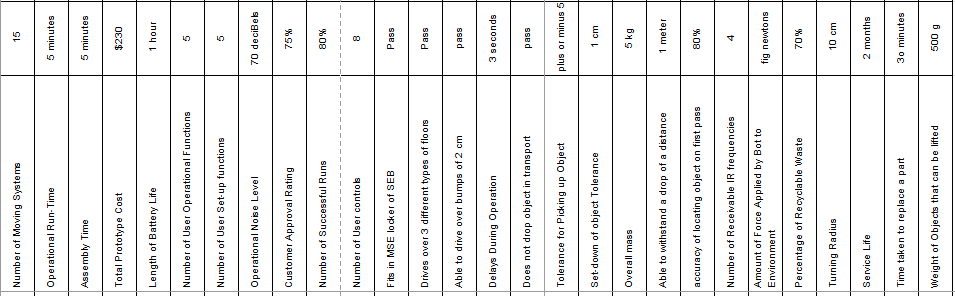 15
Number of Moving Systems
5 minutes
Operational Run-Time
5 minutes
Assembly Time
$230
Total Prototype Cost
1 hour
Length of Battery Life
5
Number of User Operational Functions
5
Number of User Set-up functions
70 deciBels
Operational Noise Level
75%
Customer Approval Rating
80%
Number of Successful Runs
8
Number of User controls
Pass
Fits in MSE locker of SEB
Pass
Drives over 3 different types of floors
pass
Able to drive over bumps of 2 cm
3 seconds
Delays During Operation
pass
Does not drop object in transport
plus or minus 5
Tolerance for Picking up Object
1 cm
Set-down of object Tolerance
5 kg
Overall mass
1 meter
Able to withstand a drop of a distance
80%
accuracy of locating object on first pass
4
Number of Receivable IR frequencies
fig newtons
Amount of Force Applied by Bot to
Environment
70%
Percentage of Recyclable Waste
10 cm
Turning Radius
2 months
Service Life
3o minutes
Time taken to replace a part
500 g
Weight of Objects that can be lifted